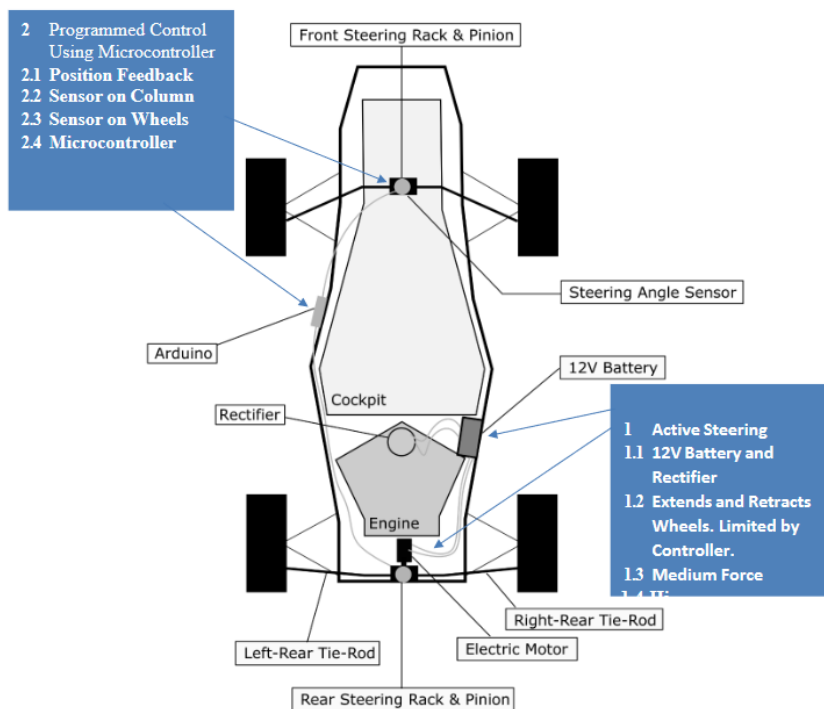 2 Programmed Control
Using Microcontroller
2.1 Position Feedback
2.2 Sensor on Column
2.3 Sensor on Wheels
2.4 Microcontroller
Front Steering Rack & Pinion
Steering Angle Sensor
Arduino
12V Battery
Cockpit
Rectifier
1 Active Steering
1.1 12V Battery and
Rectifier
1.2 Extends and Retracts
Wheels. Limited by
Controller.
1.3 Medium Force
Engine
Right-Rear Tie-Rod
Left-Rear Tie-Rod
Electric Motor
Rear Steering Rack & Pinion